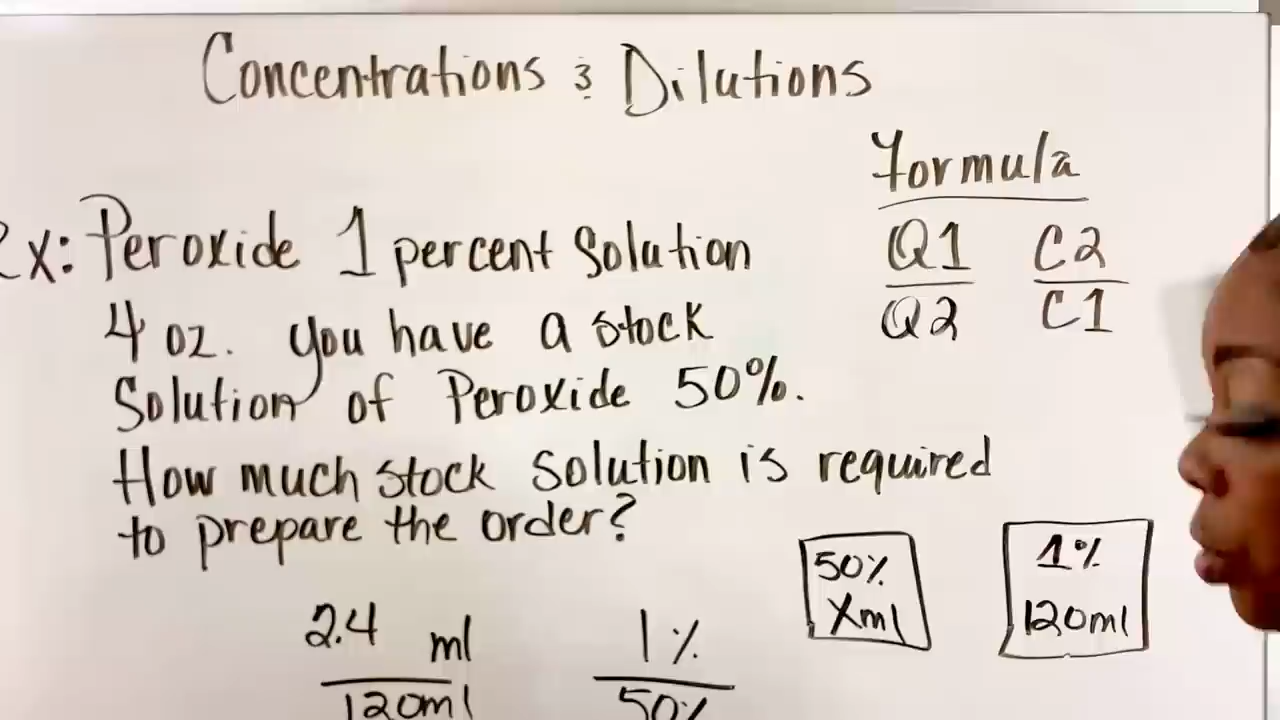 Concentrations & Dilutions
Formula
Q1 C2
Q2 C1
Rx: Peroxide 1 percent Solution
4 oz. You have a stock
Solution of Peroxide 50%.
How much stock solution is required
to prepare the order?
50%
Xml
1%
120ml
2.4 ml 1%
120ml 50%